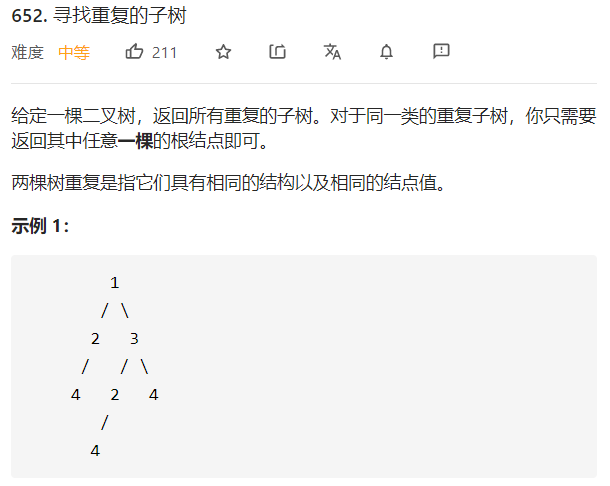 652. 寻找重复的子树
难度 中等 211
给定一棵二叉树，返回所有重复的子树。对于同一类的重复子树，你只需要
返回其中任意一棵的根结点即可。
两棵树重复是指它们具有相同的结构以及相同的结点值。
示例 1：
1
/ \
2 3
/ / \
4 2 4
/
4